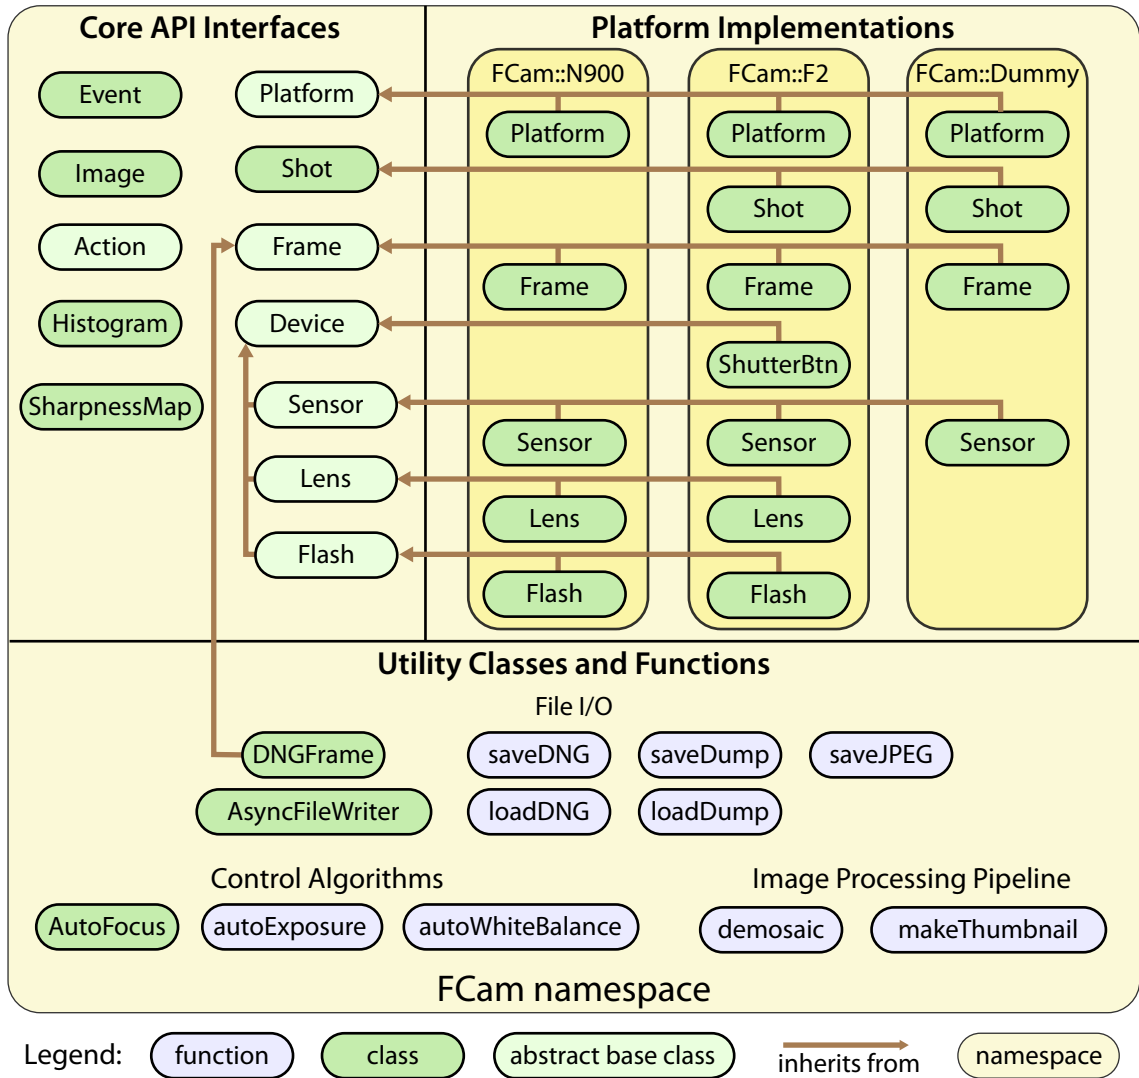 Core API Interfaces
Platform Implementations
FCam::N900
FCam::F2
FCam::Dummy
Event
Platform
Platform
Platform
Platform
Image
Shot
Shot
Shot
Action
Frame
Frame
Frame
Frame
Histogram
Device
ShutterBtn
SharpnessMap
Sensor
Sensor
Sensor
Sensor
Lens
Lens
Lens
Flash
Flash
Flash
Utility Classes and Functions
File I/O
DNGFrame
saveDNG
saveDump
saveJPEG
AsyncFileWriter
loadDNG
loadDump
Control Algorithms
Image Processing Pipeline
AutoFocus
autoExposure
autoWhiteBalance
demosaic
makeThumbnail
FCam namespace
Legend:
function
class
abstract base class
inherits from
namespace